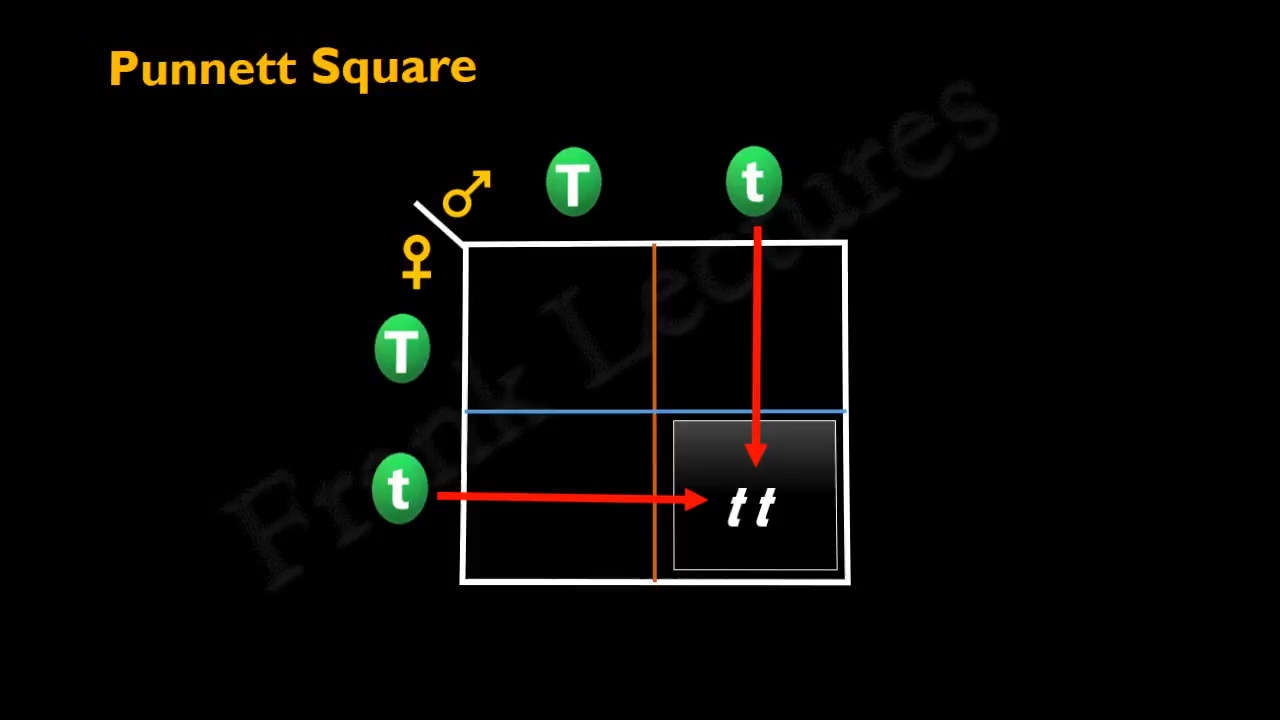 Punnett Square
T t
♂
♀
T
t
t t
Frank Lectures